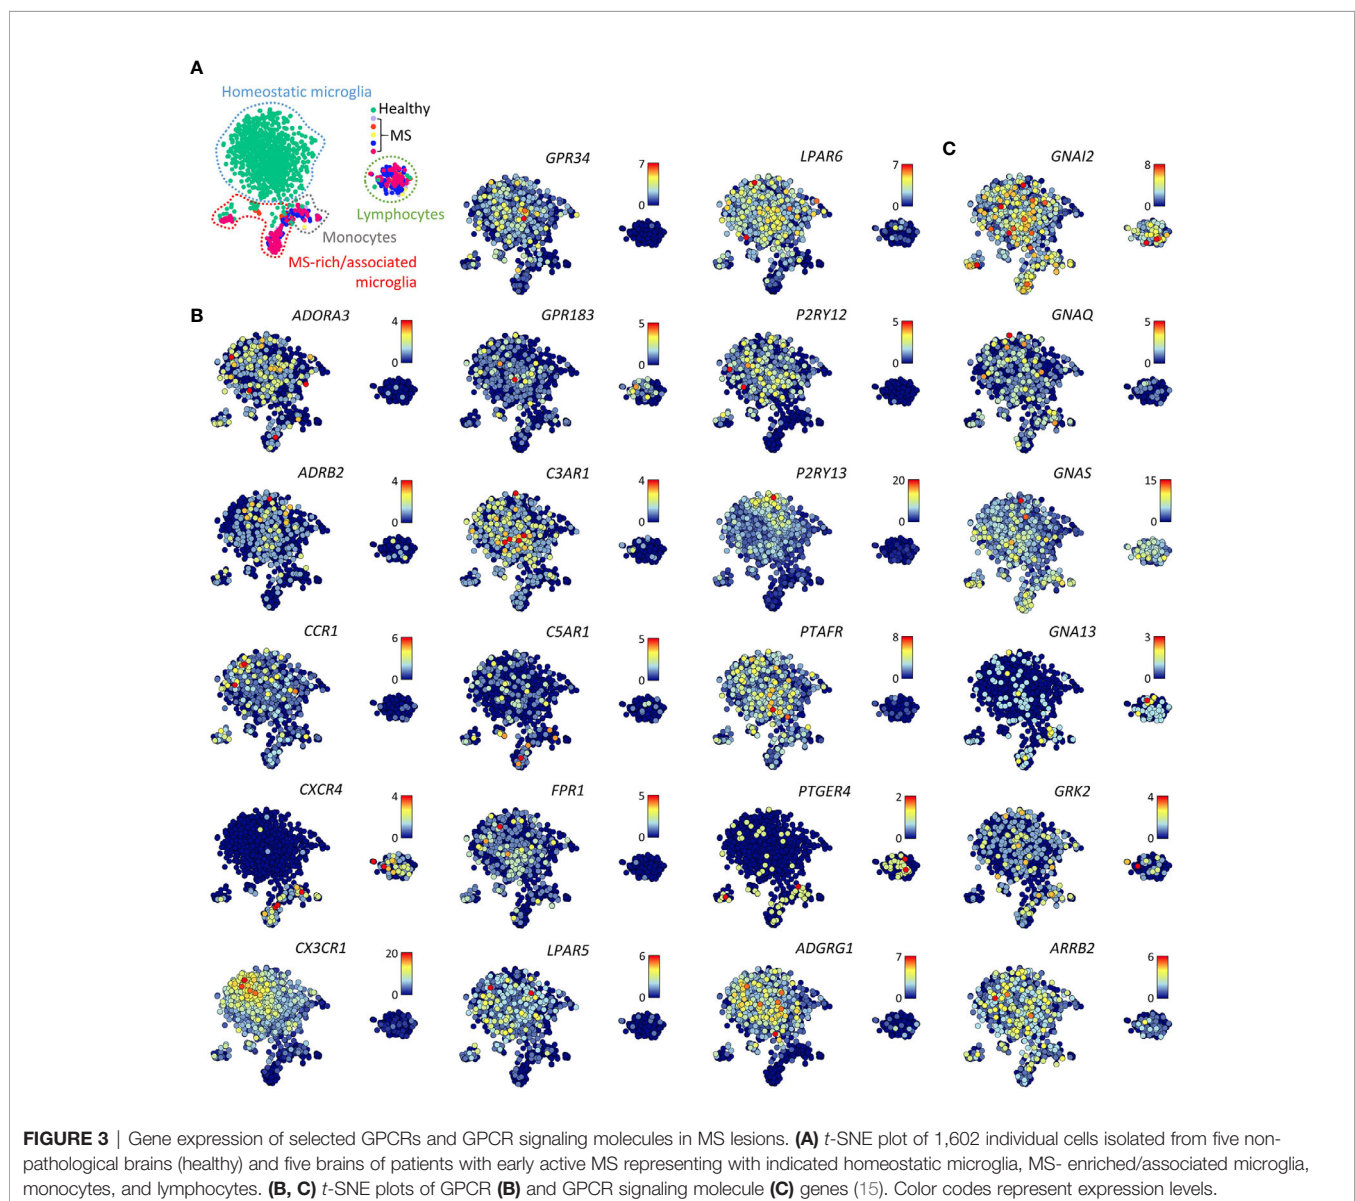 A
Homeostatic microglia
Healthy
MS
Lymphocytes
Monocytes
MS-rich/associated
microglia
GPR34
7
0
LPAR6
7
0
C
GNAI2
8
0
B
ADORA3
4
0
GPR183
5
0
P2RY12
5
0
GNAQ
5
0
ADRB2
4
0
C3AR1
4
0
P2RY13
20
0
GNAS
15
0
CCR1
6
0
C5AR1
5
0
PTAFR
8
0
GNA13
3
0
CXCR4
4
0
FPR1
5
0
PTGER4
2
0
GRK2
4
0
CX3CR1
20
0
LPAR5
6
0
ADGRG1
7
0
ARRB2
6
0
FIGURE 3 | Gene expression of selected GPCRs and GPCR signaling molecules in MS lesions. (A) t-SNE plot of 1,602 individual cells isolated from five non-
pathological brains (healthy) and five brains of patients with early active MS representing with indicated homeostatic microglia, MS- enriched/associated microglia,
monocytes, and lymphocytes. (B, C) t-SNE plots of GPCR (B) and GPCR signaling molecule (C) genes (15). Color codes represent expression levels.